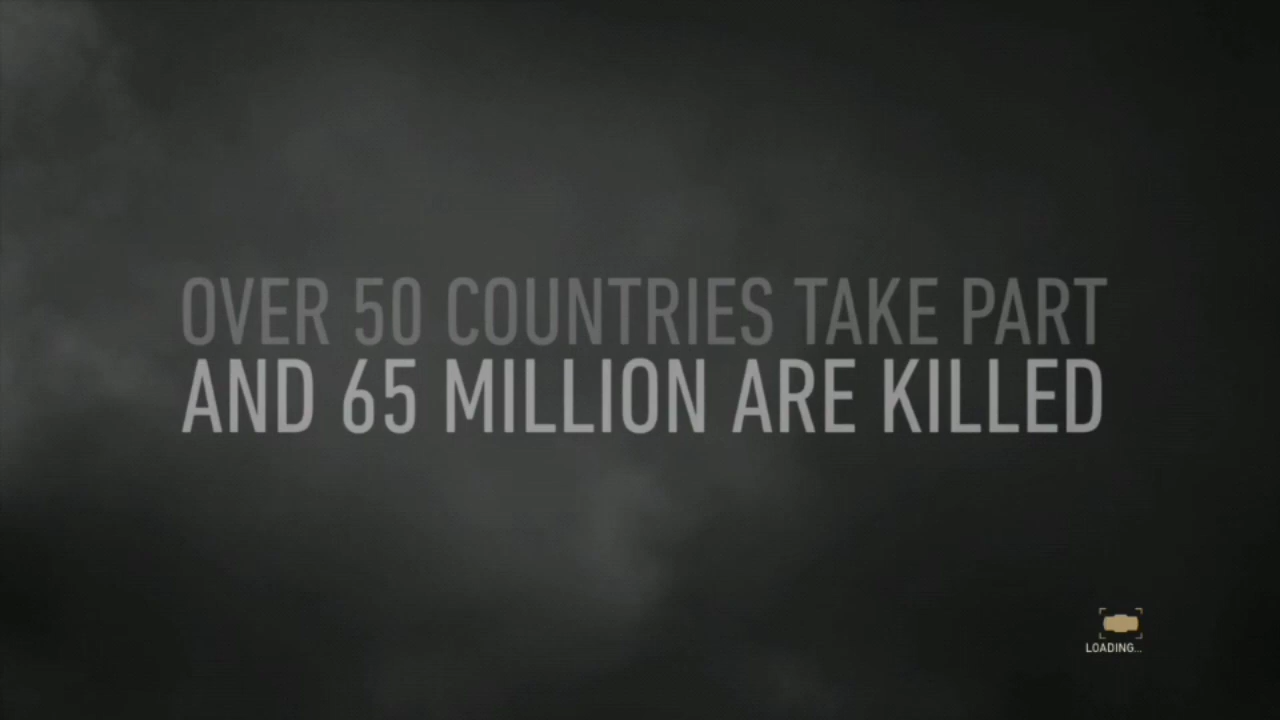 OVER 50 COUNTRIES TAKE PART
AND 65 MILLION ARE KILLED
LOADING...